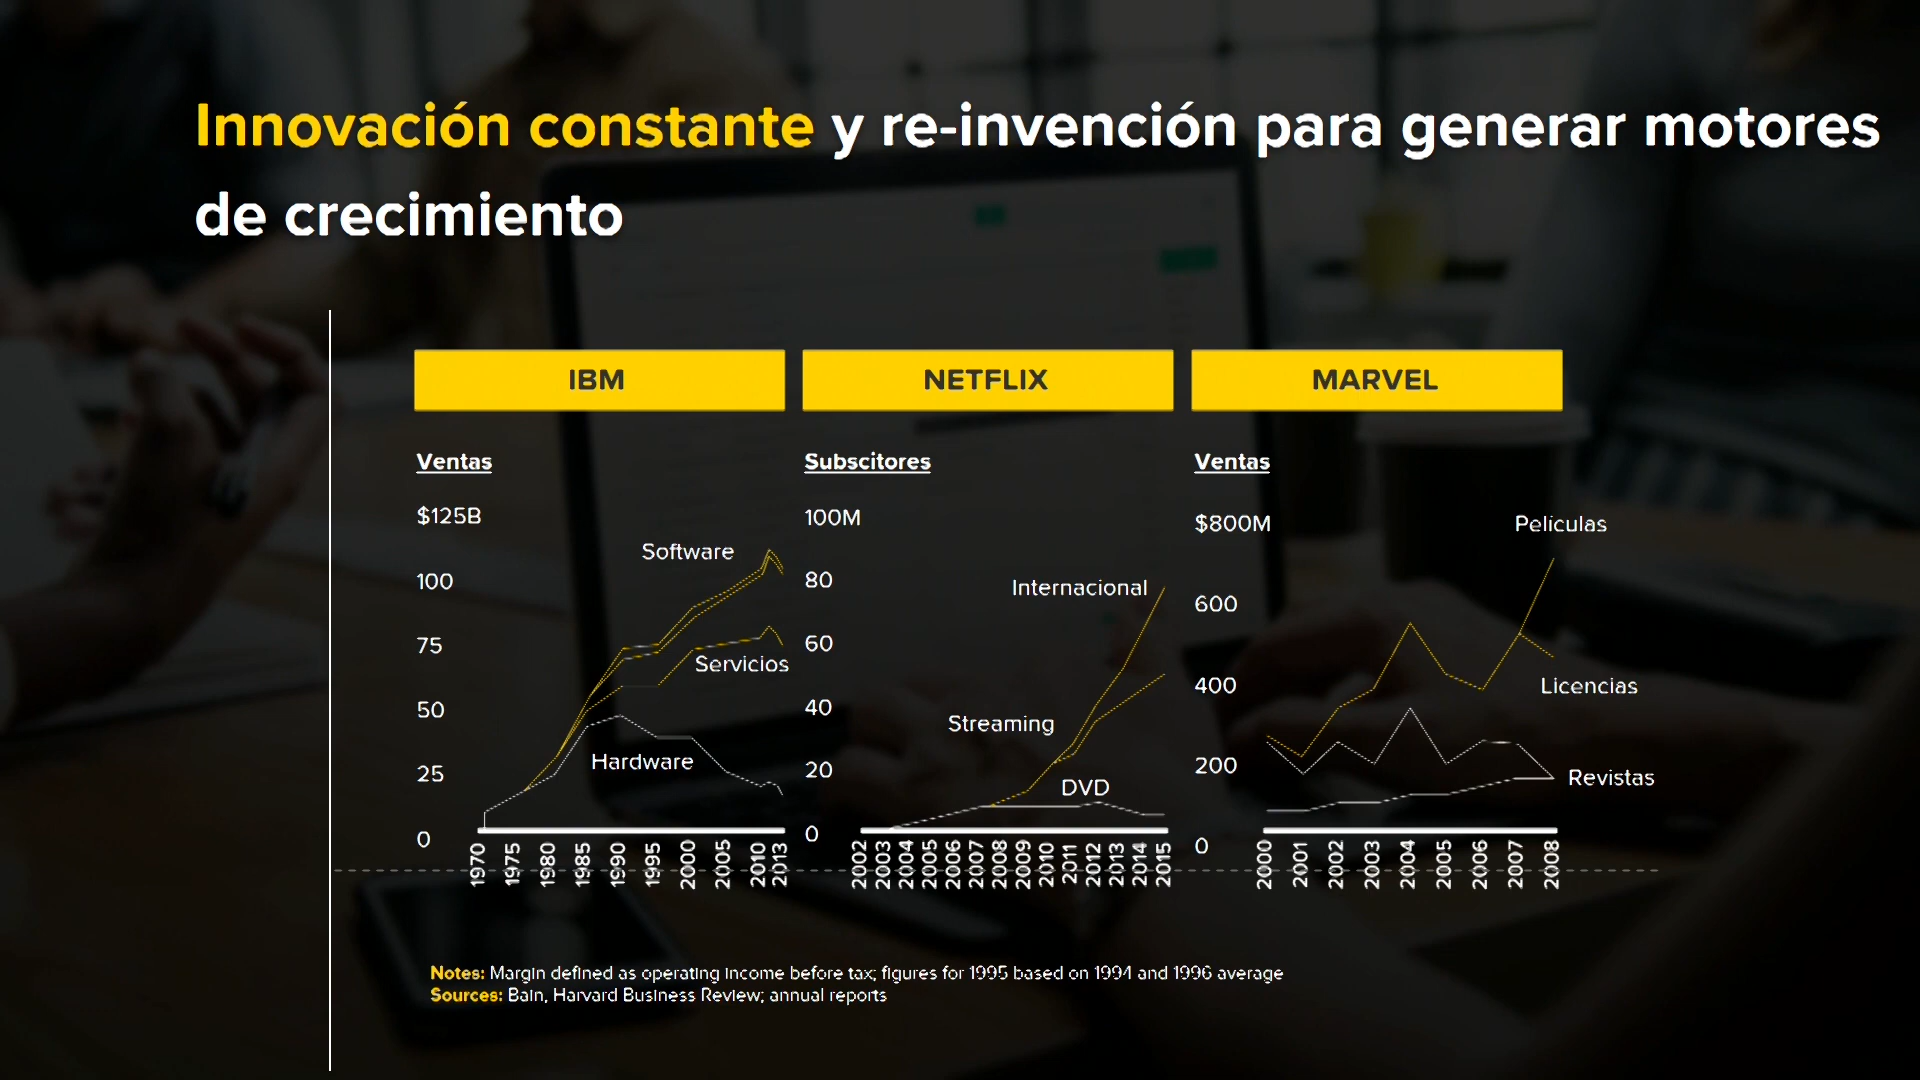 Innovación constante y re-invención para generar motores
de crecimiento
IBM
NETFLIX
MARVEL
Ventas
$125B
100
75
50
25
0
Software
Servicios
Hardware
1970 1975 1980 1985 1990 1995 2000 2005 2010 2013
Subscitores
100M
80
60
40
20
0
Internacional
Streaming
DVD
2002 2003 2004 2005 2006 2007 2008 2009 2010 2011 2012 2013 2014 2015
Ventas
$800M
600
400
200
0
Películas
Licencias
Revistas
2000 2001 2002 2003 2004 2005 2006 2007 2008
Notes: Margin defined as operating income before tax; figures for 1995 based on 1994 and 1996 average
Sources: Bain, Harvard Business Review; annual reports